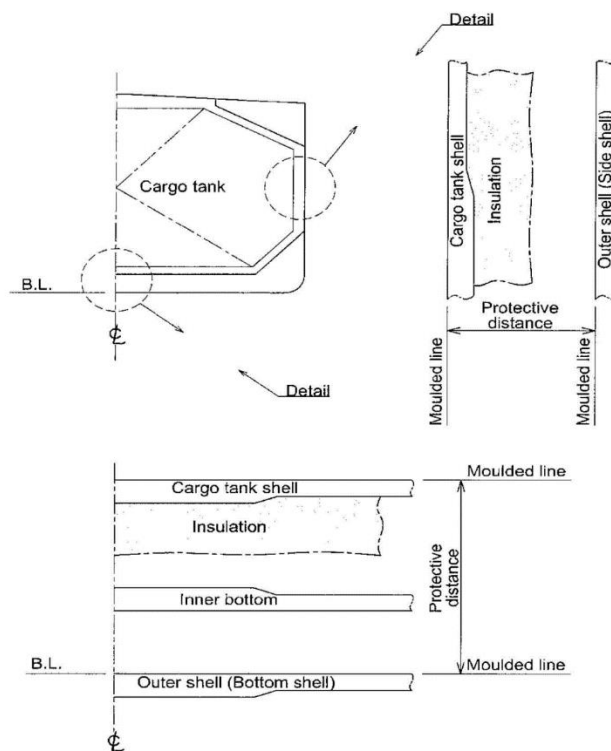 Detail
Cargo tank
B.L.
℄
Detail
Cargo tank shell
Insulation
Outer shell (Side shell)
Protective
distance
Moulded line
Moulded line
Cargo tank shell
Moulded line
Insulation
Inner bottom
Protective
distance
B.L.
Moulded line
Outer shell (Bottom shell)
℄